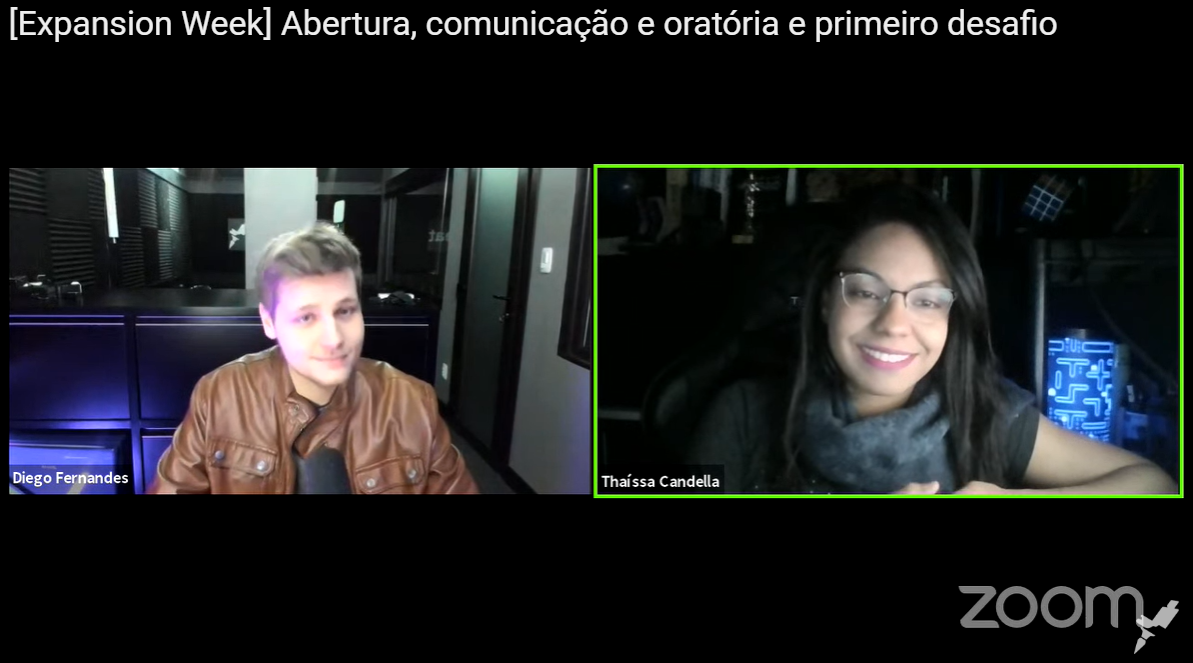 [Expansion Week] Abertura, comunicação e oratória e primeiro desafio
Diego Fernandes
Thaíssa Candella
zoom